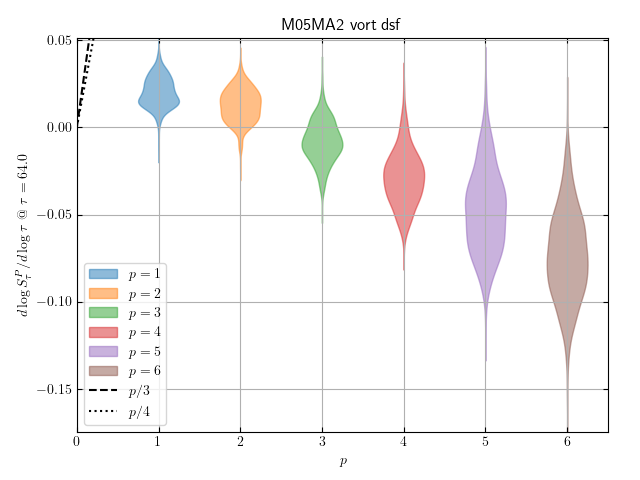 M05MA2 vort dsf
0.05
0.00
−0.05
−0.10
−0.15
d log S_τ^P / d log τ @ τ = 64.0
p = 1
p = 2
p = 3
p = 4
p = 5
p = 6
p/3
p/4
0 1 2 3 4 5 6
p